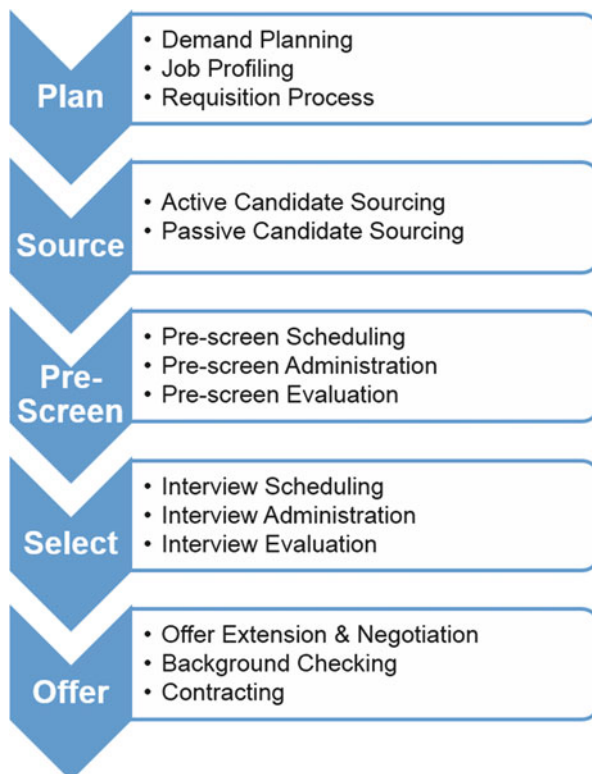 Plan
• Demand Planning
• Job Profiling
• Requisition Process
Source
• Active Candidate Sourcing
• Passive Candidate Sourcing
Pre-
Screen
• Pre-screen Scheduling
• Pre-screen Administration
• Pre-screen Evaluation
Select
• Interview Scheduling
• Interview Administration
• Interview Evaluation
Offer
• Offer Extension & Negotiation
• Background Checking
• Contracting